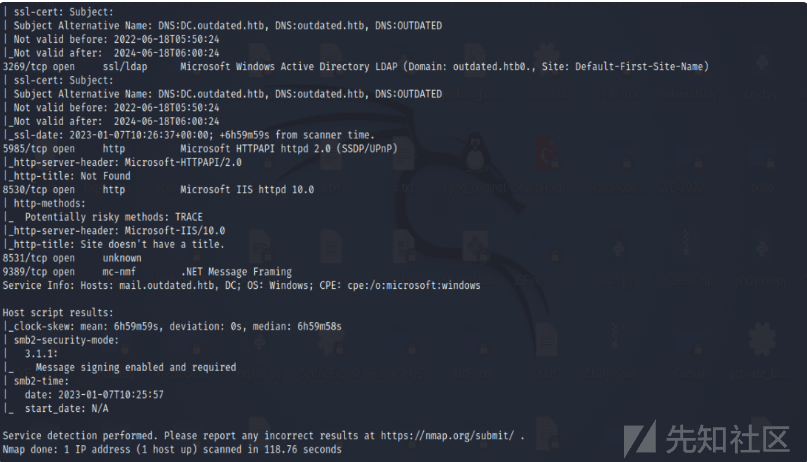 | ssl-cert: Subject:
| Subject Alternative Name: DNS:DC.outdated.htb, DNS:outdated.htb, DNS:OUTDATED
| Not valid before: 2022-06-18T05:50:24
|_Not valid after:  2024-06-18T06:00:24
3269/tcp open     ssl/ldap      Microsoft Windows Active Directory LDAP (Domain: outdated.htb0., Site: Default-First-Site-Name)
| ssl-cert: Subject:
| Subject Alternative Name: DNS:DC.outdated.htb, DNS:outdated.htb, DNS:OUTDATED
| Not valid before: 2022-06-18T05:50:24
|_Not valid after:  2024-06-18T06:00:24
|_ssl-date: 2023-01-07T10:26:37+00:00; +6h59m59s from scanner time.
5985/tcp open     http          Microsoft HTTPAPI httpd 2.0 (SSDP/UPnP)
|_http-server-header: Microsoft-HTTPAPI/2.0
|_http-title: Not Found
8530/tcp open     http          Microsoft IIS httpd 10.0
| http-methods:
|_  Potentially risky methods: TRACE
|_http-server-header: Microsoft-IIS/10.0
|_http-title: Site doesn't have a title.
8531/tcp open     unknown
9389/tcp open     mc-nmf        .NET Message Framing
Service Info: Hosts: mail.outdated.htb, DC; OS: Windows; CPE: cpe:/o:microsoft:windows
Host script results:
|_clock-skew: mean: 6h59m59s, deviation: 0s, median: 6h59m58s
| smb2-security-mode:
|   3.1.1:
|_    Message signing enabled and required
| smb2-time:
|   date: 2023-01-07T10:25:57
|_  start_date: N/A
Service detection performed. Please report any incorrect results at https://nmap.org/submit/ .
Nmap done: 1 IP address (1 host up) scanned in 118.76 seconds
先知社区